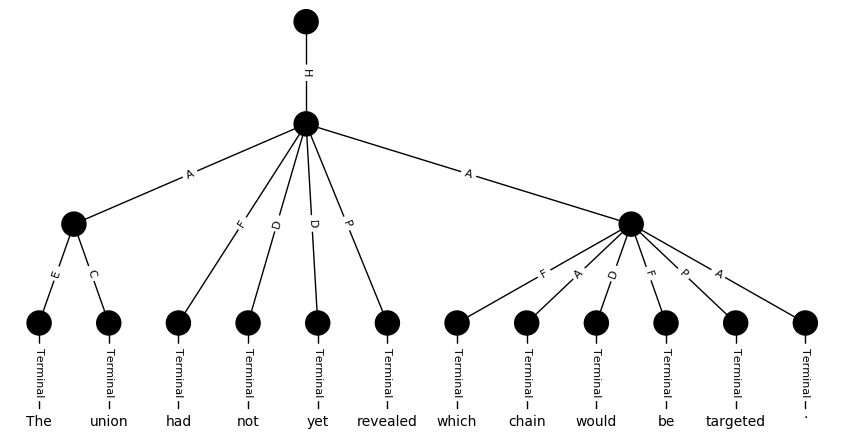 H
A A
F D D P
E C F A D F P A
Terminal Terminal Terminal Terminal Terminal Terminal Terminal Terminal Terminal Terminal Terminal Terminal
The union had not yet revealed which chain would be targeted .